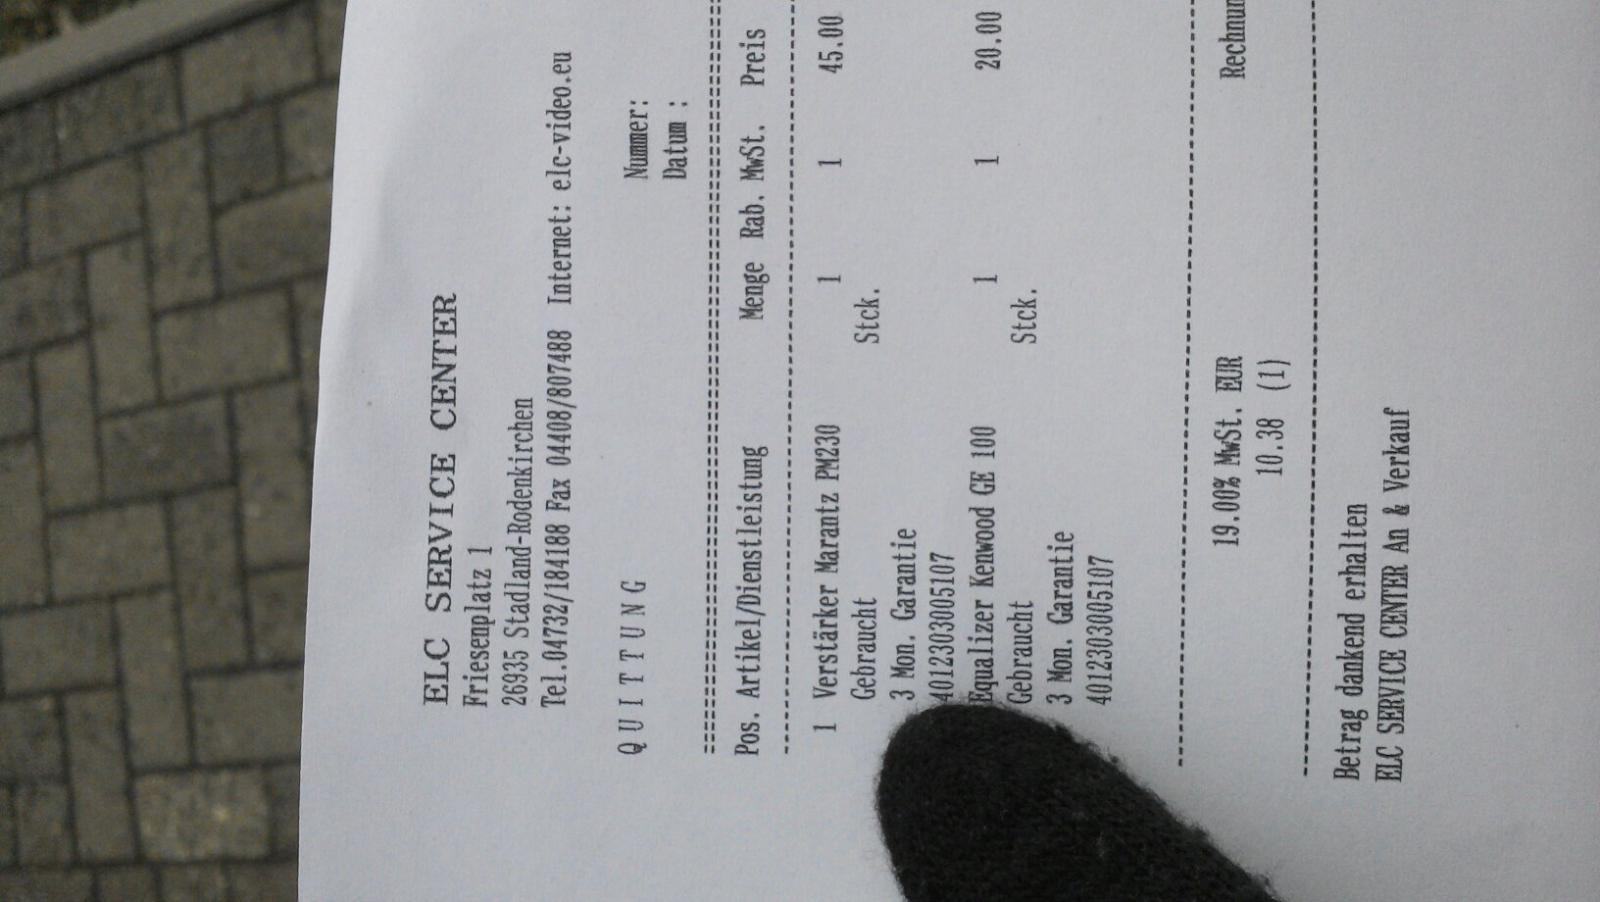 ELC SERVICE CENTER
Friesenplatz 1
26935 Stadland-Rodenkirchen
Tel.04732/184188 Fax 04408/807488 Internet: elc-video.eu
QUITTUNG Nummer:
Datum :
Pos. Artikel/Dienstleistung Menge Rab. MwSt. Preis
1 Verstärker Marantz PM230 1 1 45.00
Gebraucht Stck.
3 Mon. Garantie
4012303005107
Equalizer Kenwood GE 100 1 1 20.00
Gebraucht Stck.
3 Mon. Garantie
4012303005107
19.00% MwSt. EUR Rechnun
10.38 (1)
Betrag dankend erhalten
ELC SERVICE CENTER An & Verkauf